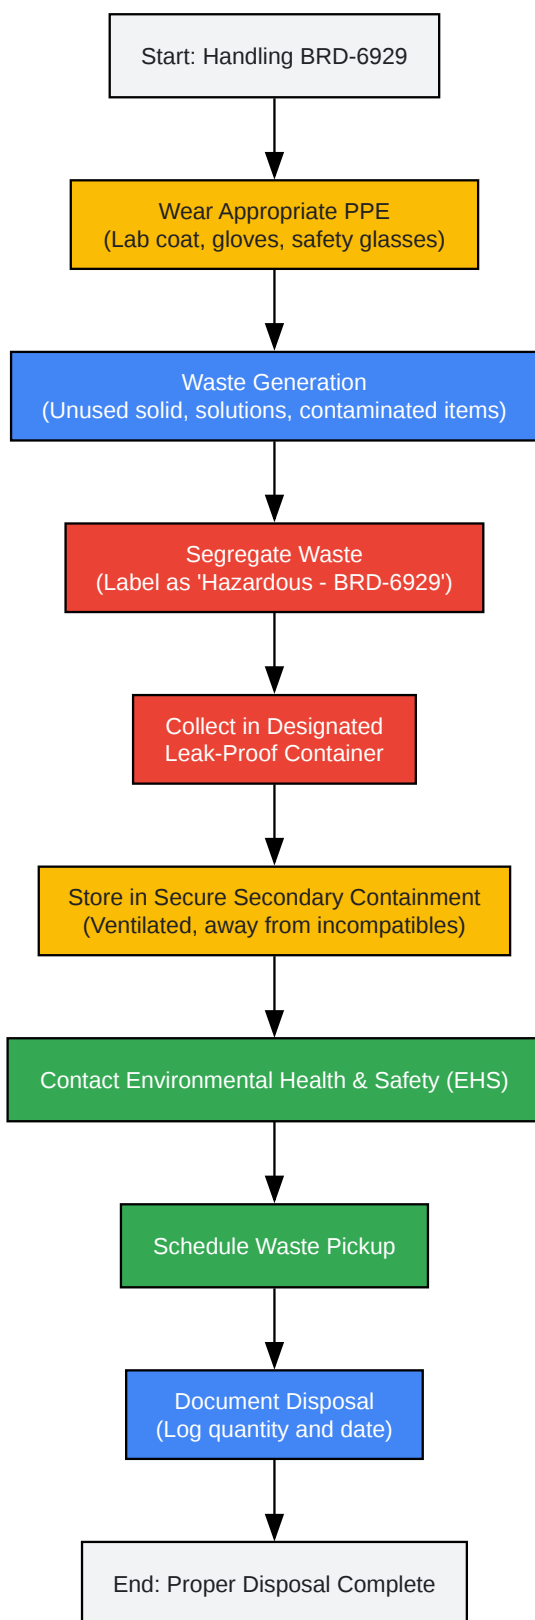 Start: Handling BRD-6929
Wear Appropriate PPE
(Lab coat, gloves, safety glasses)
Waste Generation
(Unused solid, solutions, contaminated items)
Segregate Waste
(Label as 'Hazardous - BRD-6929')
Collect in Designated
Leak-Proof Container
Store in Secure Secondary Containment
(Ventilated, away from incompatibles)
Contact Environmental Health & Safety (EHS)
Schedule Waste Pickup
Document Disposal
(Log quantity and date)
End: Proper Disposal Complete